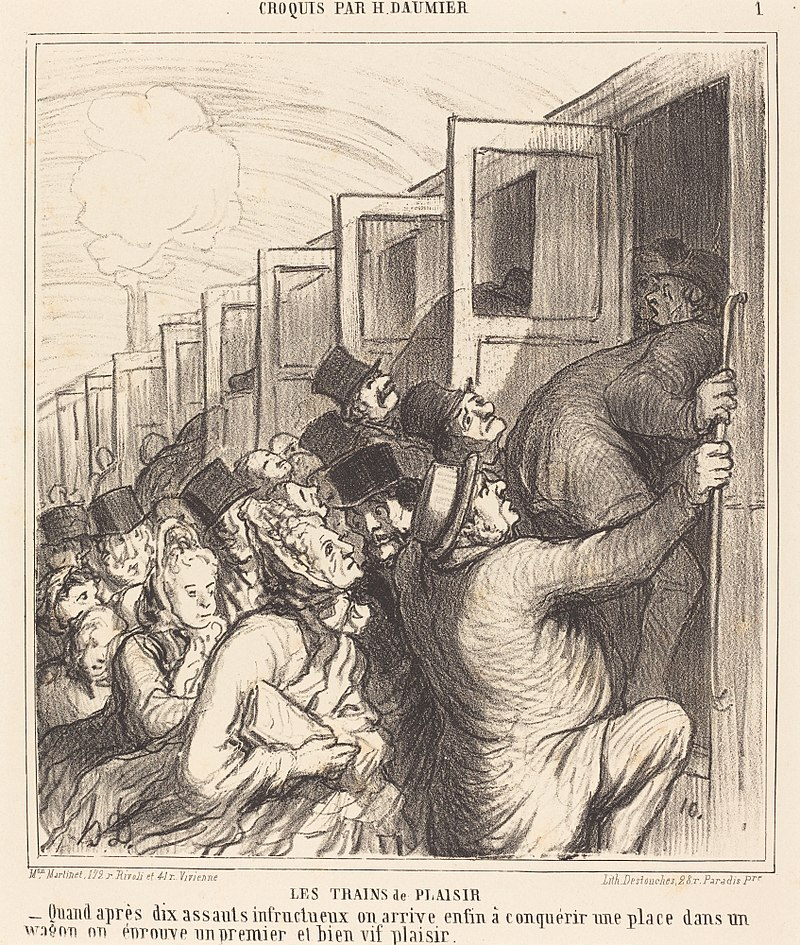 CROQUIS PAR H. DAUMIER
1
h.D.
10.
Mon Martinet, 172 r. Rivoli et 41 r. Vivienne
Lith. Destouches, 28, r. Paradis Pre
LES TRAINS de PLAISIR
_ Quand après dix assauts infructueux on arrive enfin à conquérir une place dans un
wagon on éprouve un premier et bien vif plaisir.